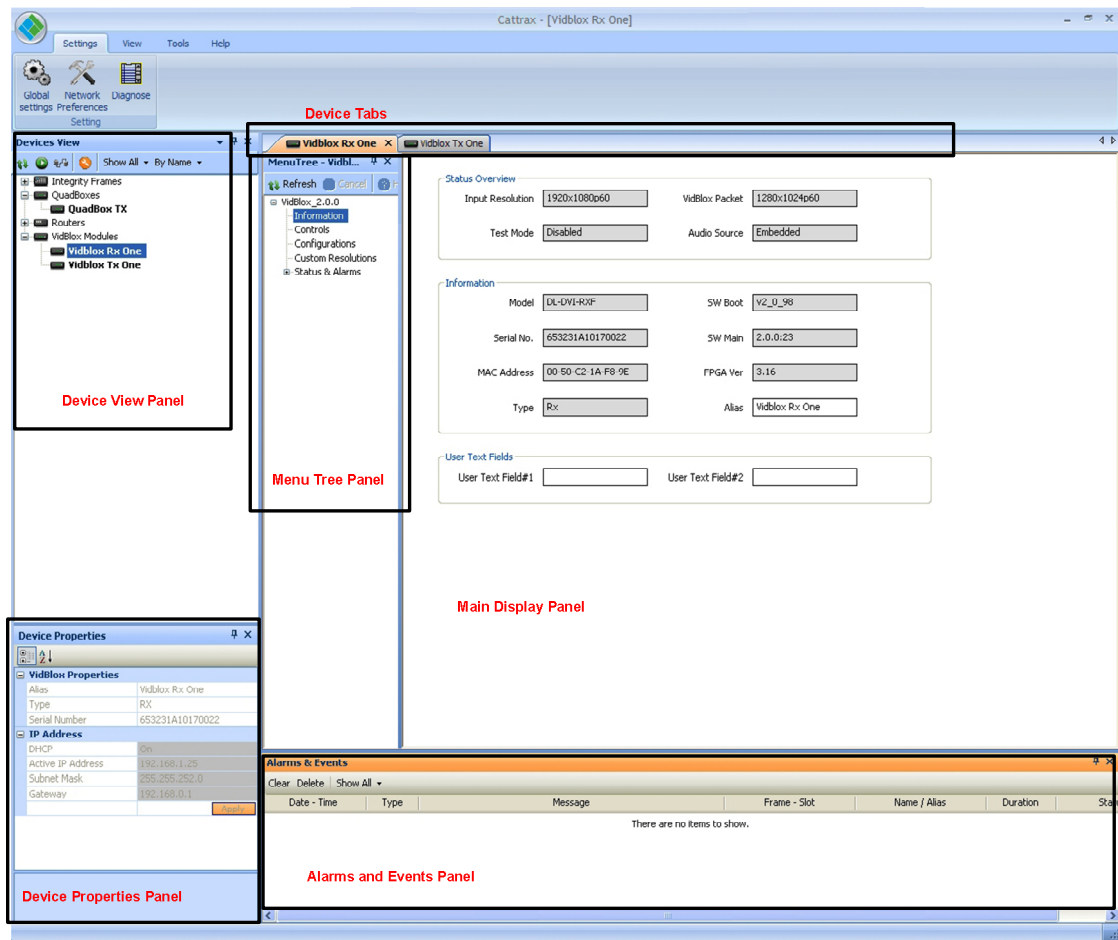 Cattrax - [Vidblox Rx One]
Settings View Tools Help
Global settings
Network Preferences
Diagnose
Setting
Device Tabs
Devices View
Show All By Name
Integrity Frames
QuadBoxes
QuadBox TX
Routers
VidBlox Modules
Vidblox Rx One
Vidblox Tx One
Device View Panel
Vidblox Rx One Vidblox Tx One
MenuTree - Vidbl...
Refresh Cancel H
VidBlox_2.0.0
Information
Controls
Configurations
Custom Resolutions
Status & Alarms
Menu Tree Panel
Status Overview
Input Resolution 1920x1080p60 VidBlox Packet 1280x1024p60
Test Mode Disabled Audio Source Embedded
Information
Model DL-DVI-RXF SW Boot v2_0_98
Serial No. 653231A10170022 SW Main 2.0.0:23
MAC Address 00-50-C2-1A-F8-9E FPGA Ver 3.16
Type Rx Alias Vidblox Rx One
User Text Fields
User Text Field#1 User Text Field#2
Main Display Panel
Device Properties
VidBlox Properties
Alias Vidblox Rx One
Type RX
Serial Number 653231A10170022
IP Address
DHCP On
Active IP Address 192.168.1.25
Subnet Mask 255.255.252.0
Gateway 192.168.0.1
Apply
Device Properties Panel
Alarms & Events
Clear Delete Show All
Date - Time Type Message Frame - Slot Name / Alias Duration Stat
There are no items to show.
Alarms and Events Panel